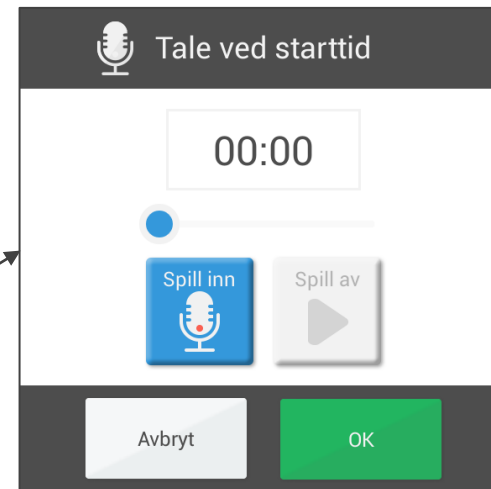 Tale ved starttid
00:00
Spill inn
Spill av
Avbryt
OK